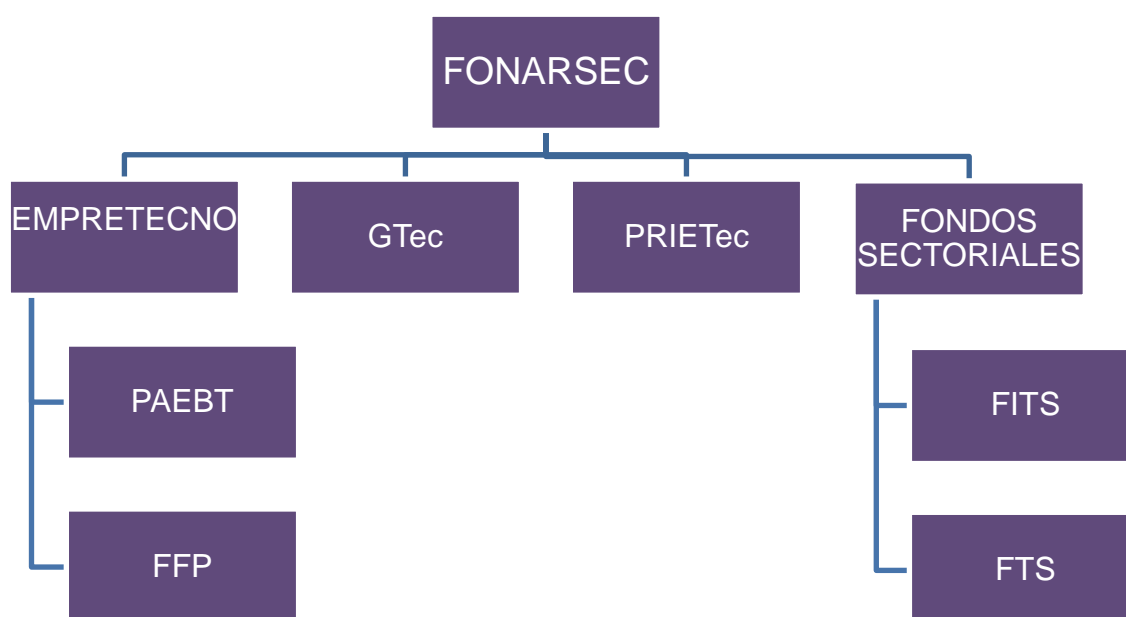 FONARSEC
EMPRETECNO
GTec
PRIETec
FONDOS
SECTORIALES
PAEBT
FITS
FFP
FTS